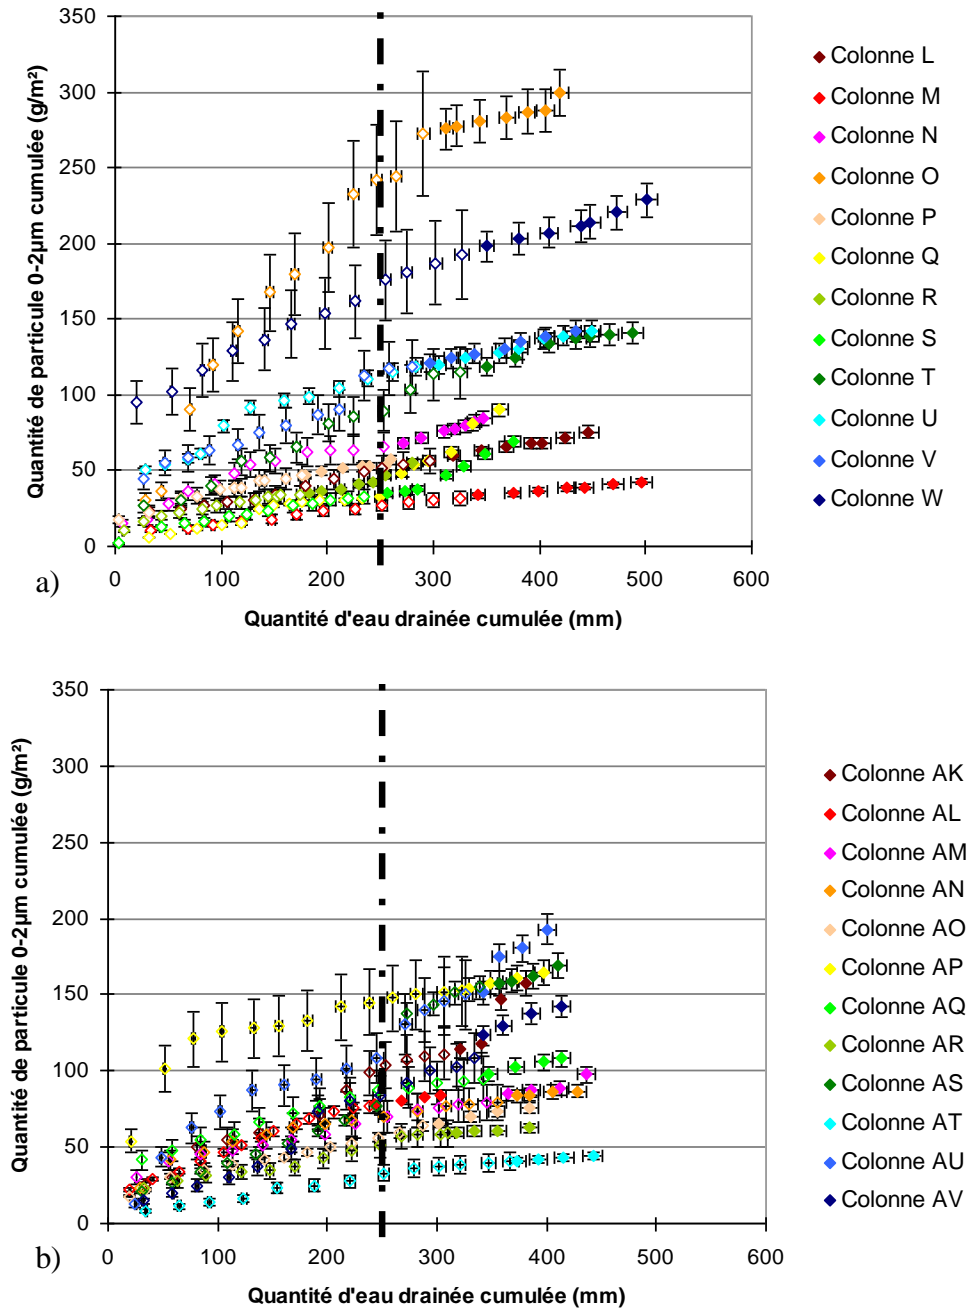 350
300
250
200
150
100
50
0
Quantité de particule 0-2µm cumulée (g/m²)
0 100 200 300 400 500 600
Quantité d'eau drainée cumulée (mm)
a)
Colonne L
Colonne M
Colonne N
Colonne O
Colonne P
Colonne Q
Colonne R
Colonne S
Colonne T
Colonne U
Colonne V
Colonne W
350
300
250
200
150
100
50
0
Quantité de particule 0-2µm cumulée (g/m²)
0 100 200 300 400 500 600
Quantité d'eau drainée cumulée (mm)
b)
Colonne AK
Colonne AL
Colonne AM
Colonne AN
Colonne AO
Colonne AP
Colonne AQ
Colonne AR
Colonne AS
Colonne AT
Colonne AU
Colonne AV